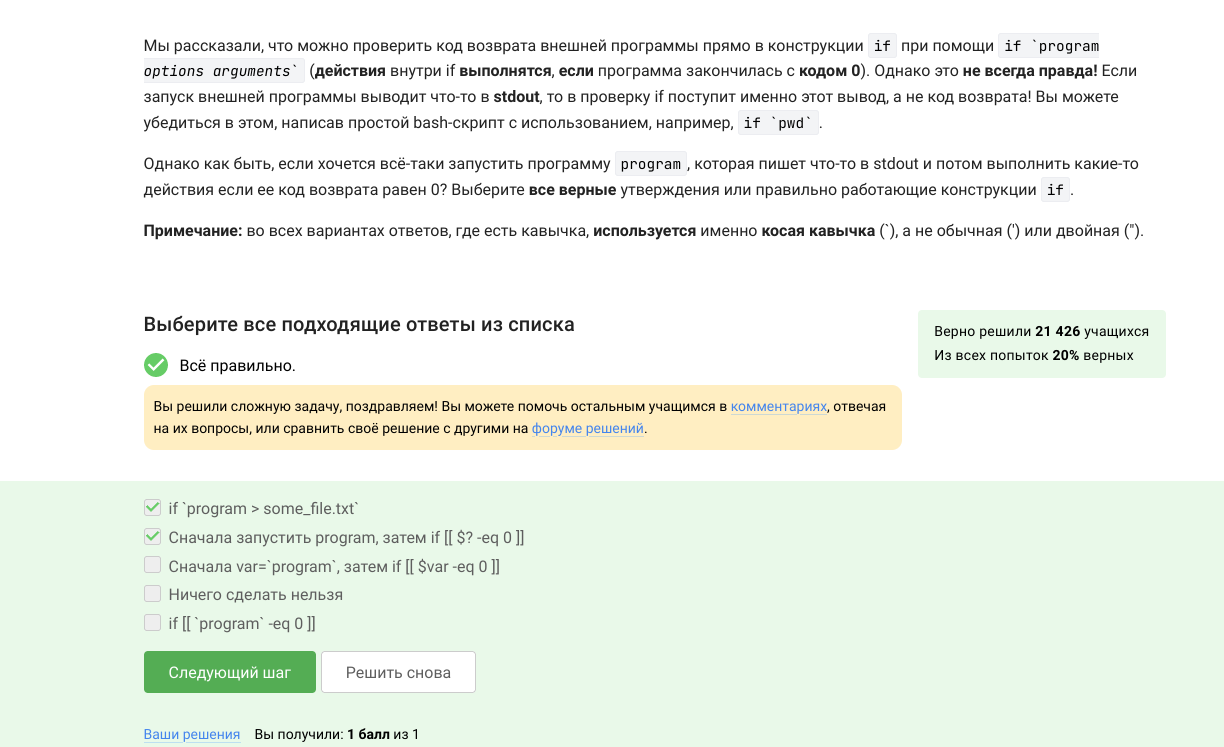 Мы рассказали, что можно проверить код возврата внешней программы прямо в конструкции if при помощи if `program
options arguments` (действия внутри if выполнятся, если программа закончилась с кодом 0). Однако это не всегда правда! Если
запуск внешней программы выводит что-то в stdout, то в проверку if поступит именно этот вывод, а не код возврата! Вы можете
убедиться в этом, написав простой bash-скрипт с использованием, например, if `pwd`.
Однако как быть, если хочется всё-таки запустить программу program, которая пишет что-то в stdout и потом выполнить какие-то
действия если ее код возврата равен 0? Выберите все верные утверждения или правильно работающие конструкции if.
Примечание: во всех вариантах ответов, где есть кавычка, используется именно косая кавычка (`), а не обычная (') или двойная (").
Выберите все подходящие ответы из списка
Верно решили 21 426 учащихся
Из всех попыток 20% верных
Всё правильно.
Вы решили сложную задачу, поздравляем! Вы можете помочь остальным учащимся в комментариях, отвечая
на их вопросы, или сравнить своё решение с другими на форуме решений.
if `program > some_file.txt`
Сначала запустить program, затем if [[ $? -eq 0 ]]
Сначала var=`program`, затем if [[ $var -eq 0 ]]
Ничего сделать нельзя
if [[ `program` -eq 0 ]]
Следующий шаг Решить снова
Ваши решения Вы получили: 1 балл из 1